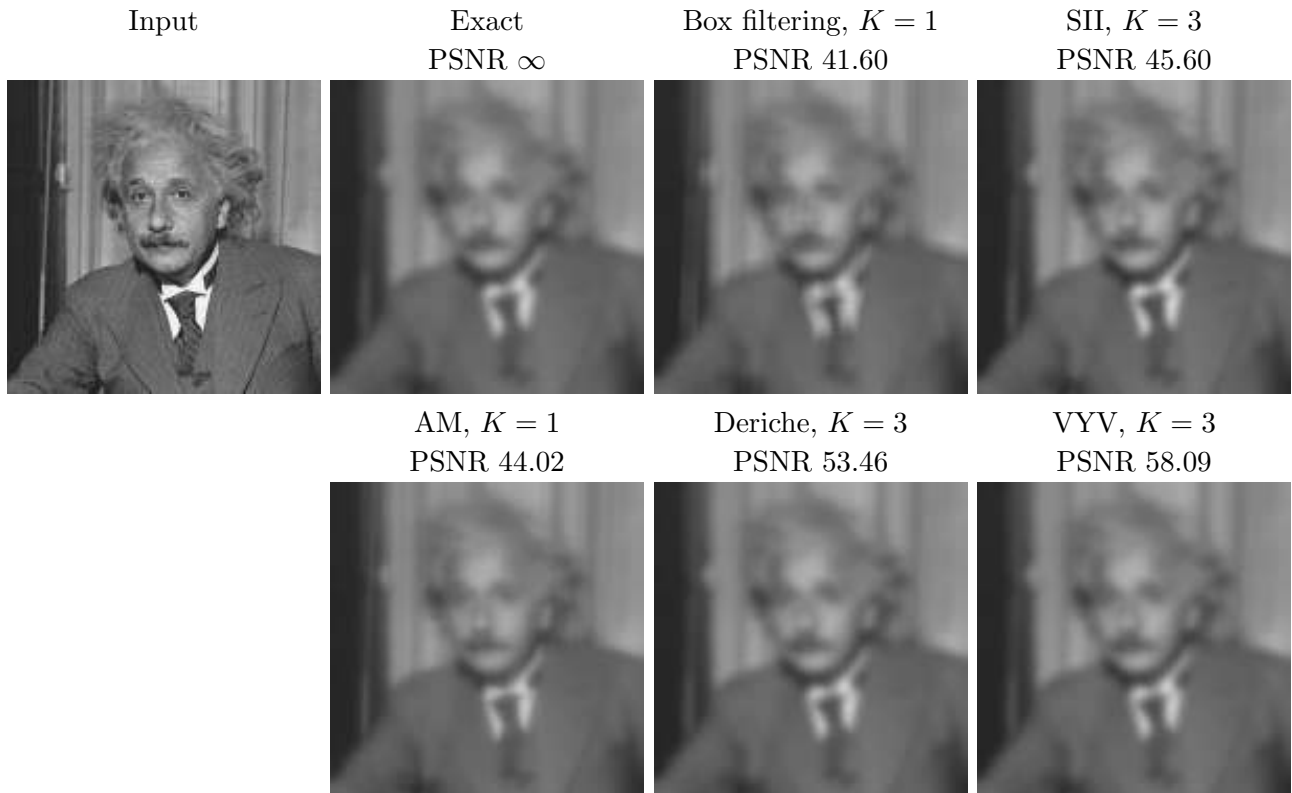 Input
Exact
PSNR ∞
Box filtering, K = 1
PSNR 41.60
SII, K = 3
PSNR 45.60
AM, K = 1
PSNR 44.02
Deriche, K = 3
PSNR 53.46
VYV, K = 3
PSNR 58.09